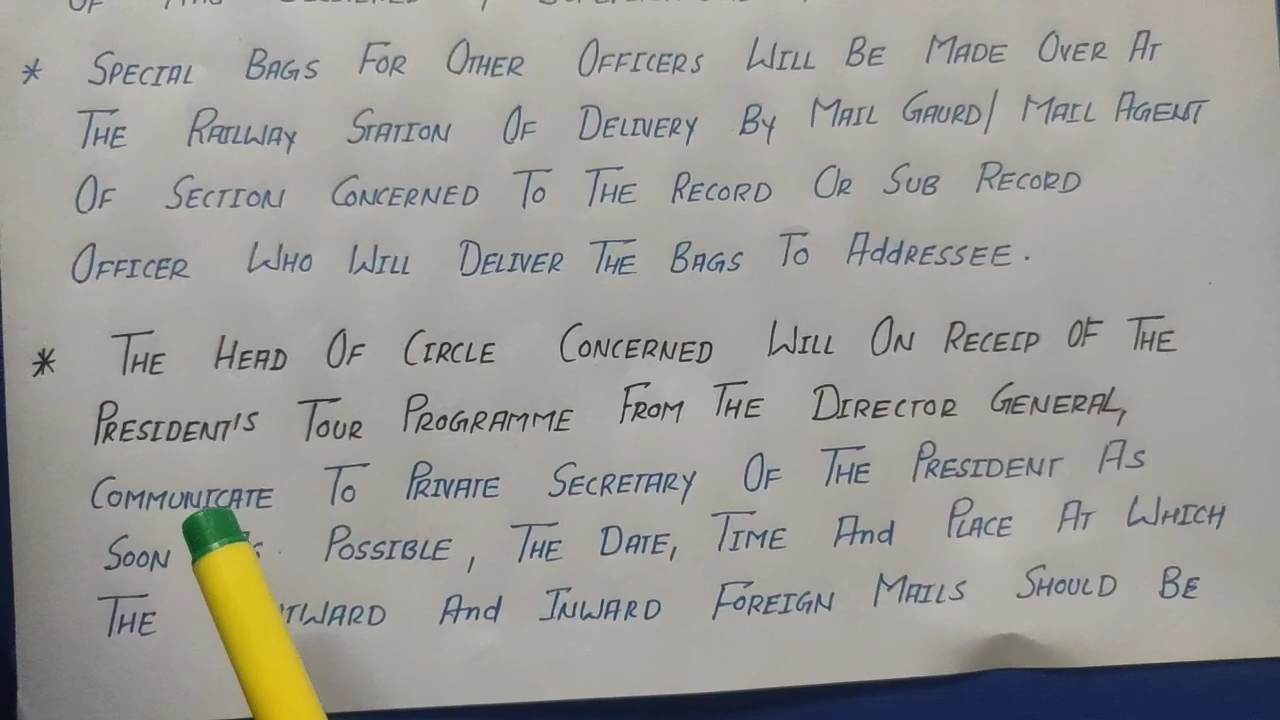 * SPECIAL BAGS FOR OTHER OFFICERS WILL BE MADE OVER AT
THE RAILWAY STATION OF DELIVERY BY MAIL GAURD/ MAIL AGENT
OF SECTION CONCERNED TO THE RECORD OR SUB RECORD
OFFICER WHO WILL DELIVER THE BAGS TO ADDRESSEE.
* THE HEAD OF CIRCLE CONCERNED WILL ON RECEIP OF THE
PRESIDENT'S TOUR PROGRAMME FROM THE DIRECTOR GENERAL,
COMMUNICATE TO PRIVATE SECRETARY OF THE PRESIDENT AS
SOON POSSIBLE, THE DATE, TIME AND PLACE AT WHICH
THE AND INWARD FOREIGN MAILS SHOULD BE